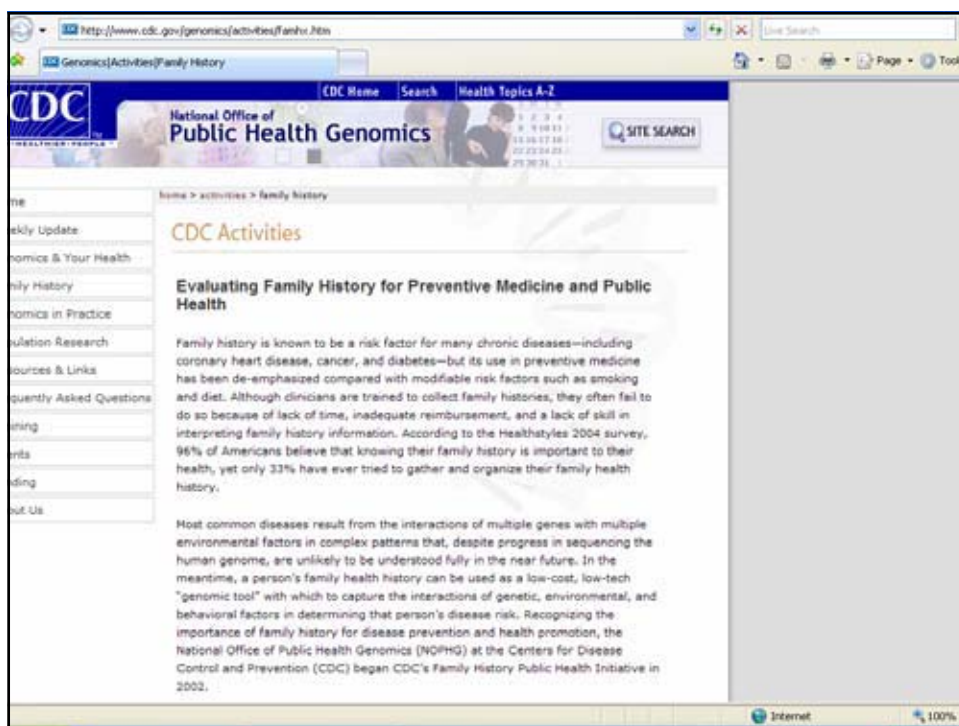 http://www.cdc.gov/genomics/activities/famhx.htm
Live Search
Genomics|Activities|Family History
Page
Tool
CDC Home Search Health Topics A-Z
CDC
TM
HEALTHIER PEOPLE
National Office of
Public Health Genomics
SITE SEARCH
home > activities > family history
me
ekly Update
nomics & Your Health
mily History
nomics in Practice
pulation Research
sources & Links
quently Asked Questions
ining
ents
ding
out Us
CDC Activities
Evaluating Family History for Preventive Medicine and Public
Health
Family history is known to be a risk factor for many chronic diseases—including
coronary heart disease, cancer, and diabetes—but its use in preventive medicine
has been de-emphasized compared with modifiable risk factors such as smoking
and diet. Although clinicians are trained to collect family histories, they often fail to
do so because of lack of time, inadequate reimbursement, and a lack of skill in
interpreting family history information. According to the Healthstyles 2004 survey,
96% of Americans believe that knowing their family history is important to their
health, yet only 33% have ever tried to gather and organize their family health
history.
Most common diseases result from the interactions of multiple genes with multiple
environmental factors in complex patterns that, despite progress in sequencing the
human genome, are unlikely to be understood fully in the near future. In the
meantime, a person's family health history can be used as a low-cost, low-tech
"genomic tool" with which to capture the interactions of genetic, environmental, and
behavioral factors in determining that person's disease risk. Recognizing the
importance of family history for disease prevention and health promotion, the
National Office of Public Health Genomics (NOPHG) at the Centers for Disease
Control and Prevention (CDC) began CDC's Family History Public Health Initiative in
2002.
Internet
100%